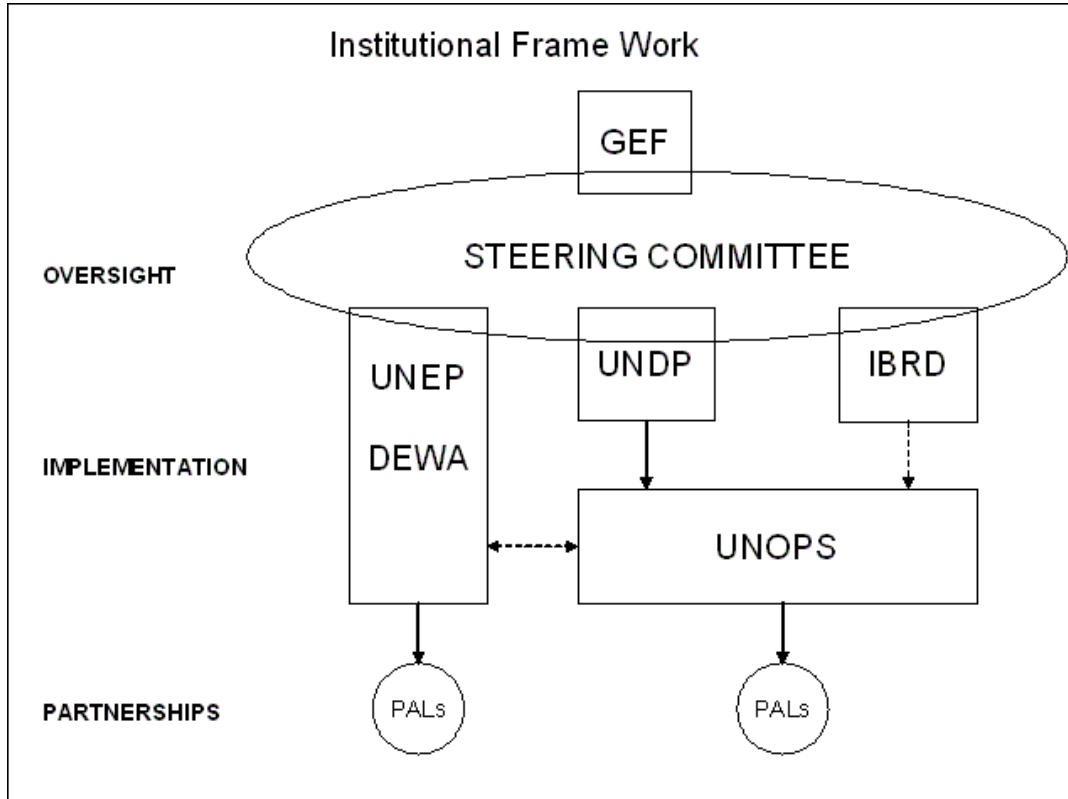 Institutional Frame Work
GEF
STEERING COMMITTEE
OVERSIGHT
UNEP
UNDP
IBRD
DEWA
IMPLEMENTATION
UNOPS
PARTNERSHIPS
PALs
PALs